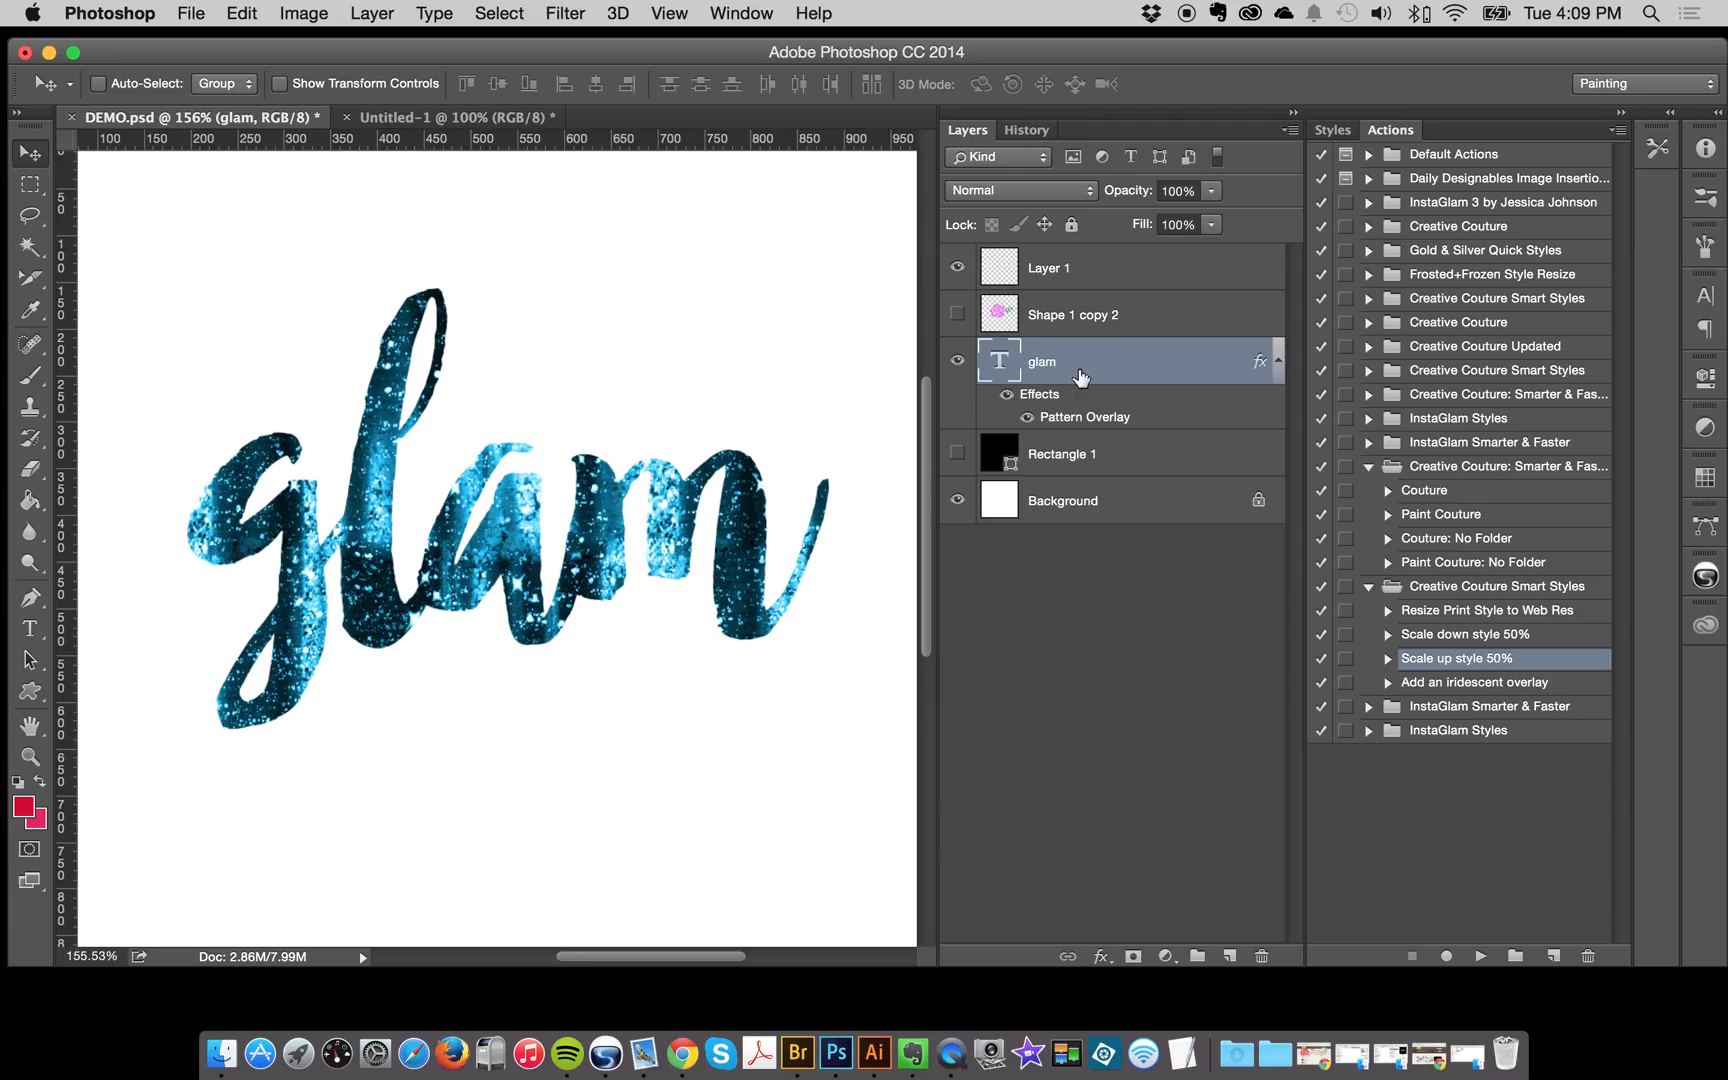 Photoshop File Edit Image Layer Type Select Filter 3D View Window Help Tue 4:09 PM
Adobe Photoshop CC 2014
Auto-Select: Group Show Transform Controls 3D Mode: Painting
DEMO.psd @ 156% (glam, RGB/8) * Untitled-1 @ 100% (RGB/8) *
100 150 200 250 300 350 400 450 500 550 600 650 700 750 800 850 900 950
glam
155.53% Doc: 2.86M/7.99M
Layers History
Kind
Normal Opacity: 100%
Lock: Fill: 100%
Layer 1
Shape 1 copy 2
T glam fx
Effects
Pattern Overlay
Rectangle 1
Background
Styles Actions
Default Actions
Daily Designables Image Insertio...
InstaGlam 3 by Jessica Johnson
Creative Couture
Gold & Silver Quick Styles
Frosted+Frozen Style Resize
Creative Couture Smart Styles
Creative Couture
Creative Couture Updated
Creative Couture Smart Styles
Creative Couture: Smarter & Fas...
InstaGlam Styles
InstaGlam Smarter & Faster
Creative Couture: Smarter & Fas...
Couture
Paint Couture
Couture: No Folder
Paint Couture: No Folder
Creative Couture Smart Styles
Resize Print Style to Web Res
Scale down style 50%
Scale up style 50%
Add an iridescent overlay
InstaGlam Smarter & Faster
InstaGlam Styles
Br Ps Ai